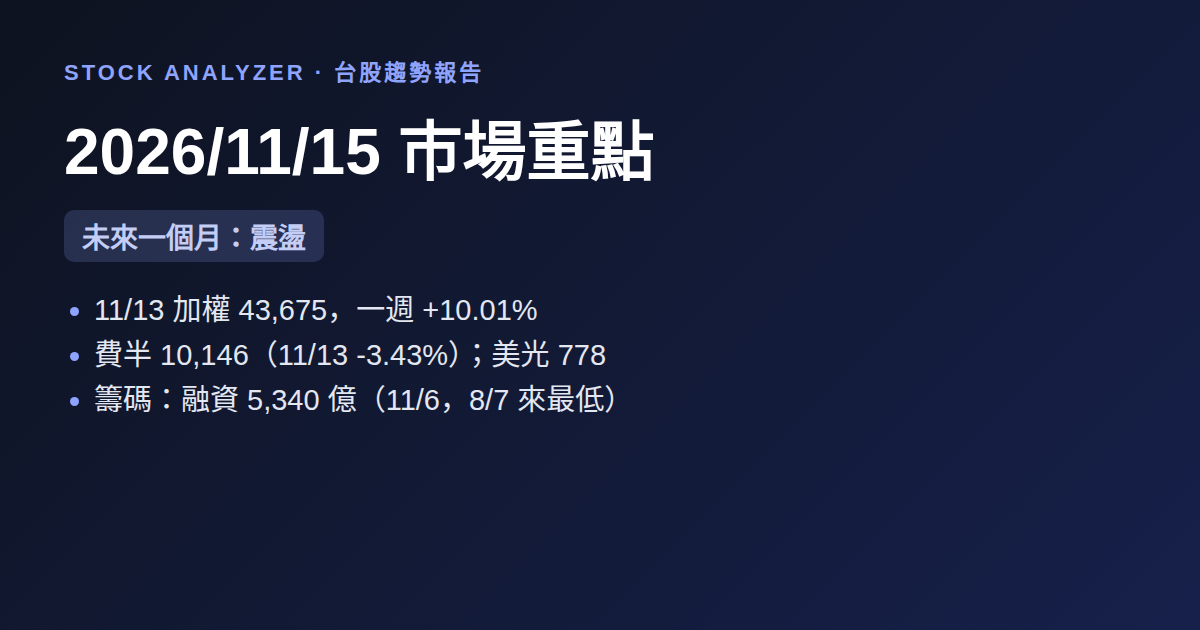 STOCK ANALYZER · 台股趨勢報告
2026/11/15 市場重點
未來一個月：震盪
11/13 加權 43,675，一週 +10.01%
費半 10,146（11/13 -3.43%）；美光 778
籌碼：融資 5,340 億（11/6，8/7 來最低）